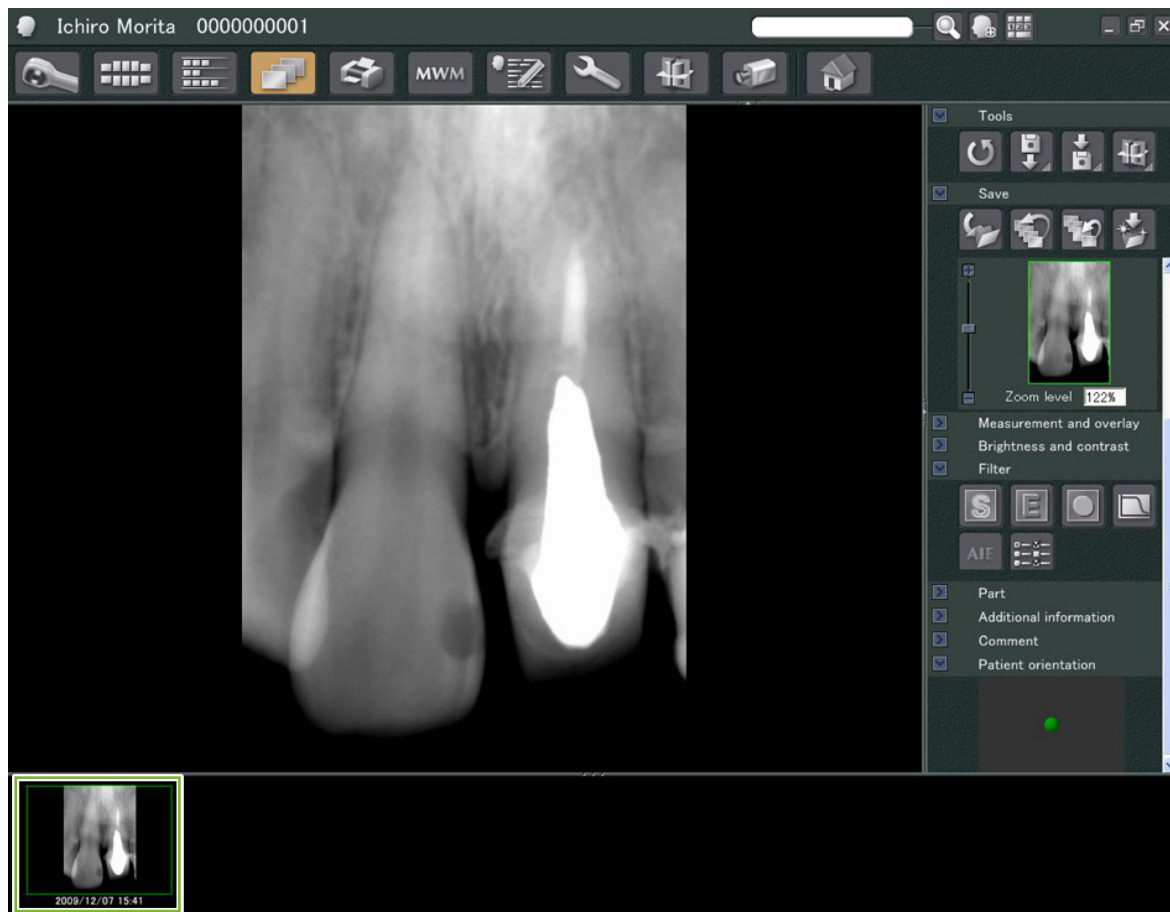 Ichiro Morita 0000000001
MWM
Tools
Save
Zoom level 122%
Measurement and overlay
Brightness and contrast
Filter
S E
AIE
Part
Additional information
Comment
Patient orientation
2009/12/07 15:41